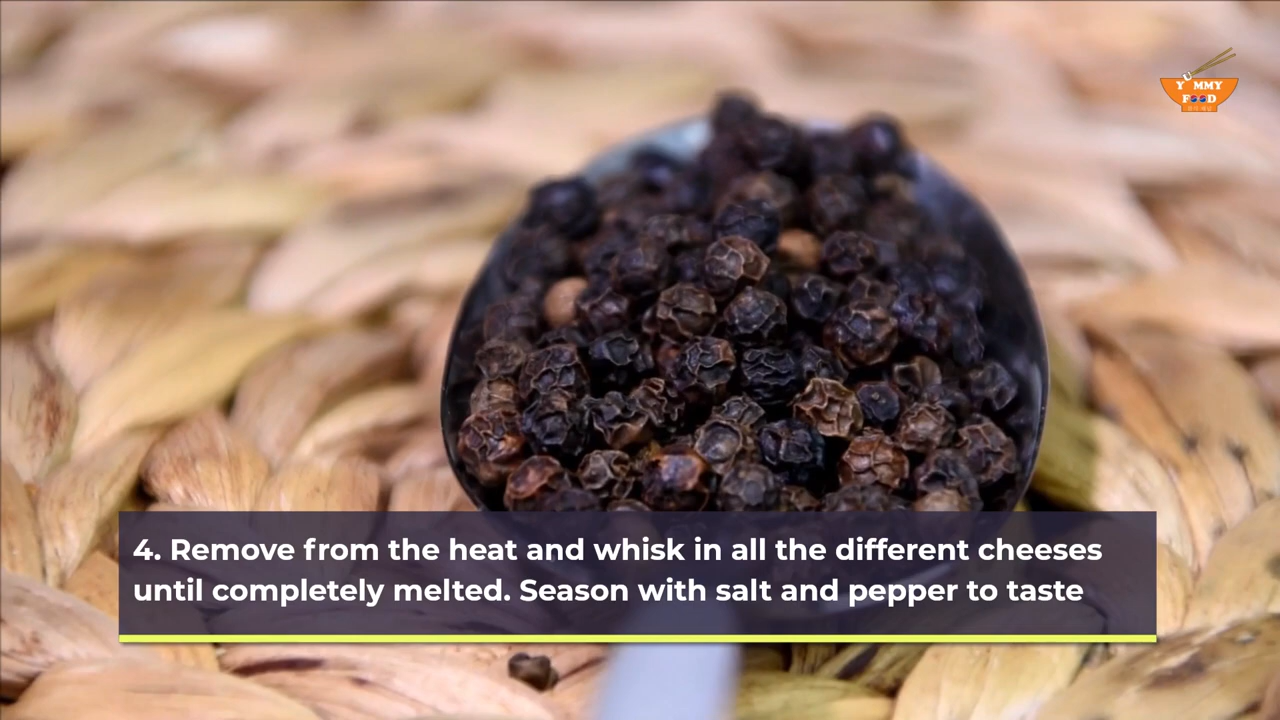 YUMMY
FOOD
4. Remove from the heat and whisk in all the different cheeses
until completely melted. Season with salt and pepper to taste